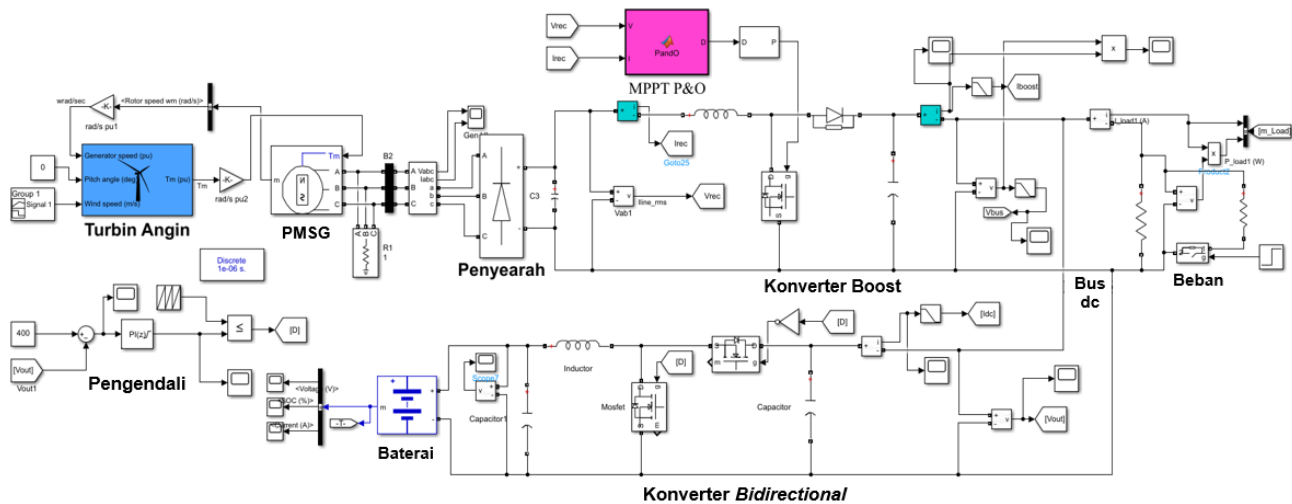 Vrec
Irec
V
I
PandO
D
MPPT P&O
D
P
x
Iboost
wrad/sec
-K-
rad/s pu1
<Rotor speed wm (rad/s)>
0
Group 1
Signal 1
Generator speed (pu)
Pitch angle (deg)
Wind speed (m/s)
Tm (pu)
Tm
-K-
rad/s pu2
Turbin Angin
m
Tm
N
S
A
B
C
PMSG
B2
A
B
C
Vabc
Iabc
a
b
c
A
B
C
R1
1
A
B
C
+
-
Penyearah
C3
Irec
Goto25
Vab1
Vrec
g
D
S
Konverter Boost
Vbus
[m_Load]
P_load1 (W)
x
Product2
Bus
dc
Beban
Discrete
1e-06 s.
400
[Vout]
Vout1
PI(z)
≤
[D]
Pengendali
<Voltage (V)>
<SOC (%)>
<Current (A)>
-T-
m
+
-
Baterai
Scope7
Capacitor1
Inductor
Mosfet
[D]
[D]
Capacitor
[Idc]
[Vout]
Konverter Bidirectional